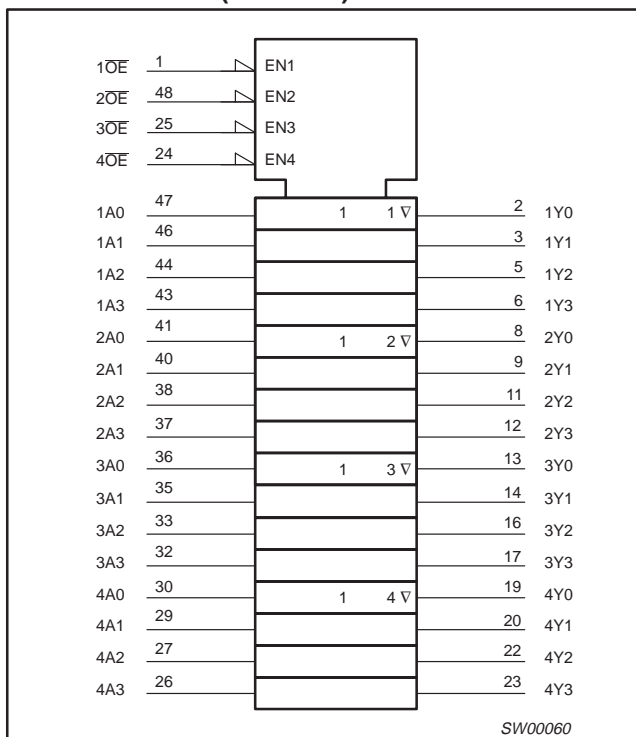 1O̅E̅ 1 EN1
2O̅E̅ 48 EN2
3O̅E̅ 25 EN3
4O̅E̅ 24 EN4
1A0 47 1 1 ∇ 2 1Y0
1A1 46 3 1Y1
1A2 44 5 1Y2
1A3 43 6 1Y3
2A0 41 1 2 ∇ 8 2Y0
2A1 40 9 2Y1
2A2 38 11 2Y2
2A3 37 12 2Y3
3A0 36 1 3 ∇ 13 3Y0
3A1 35 14 3Y1
3A2 33 16 3Y2
3A3 32 17 3Y3
4A0 30 1 4 ∇ 19 4Y0
4A1 29 20 4Y1
4A2 27 22 4Y2
4A3 26 23 4Y3
SW00060